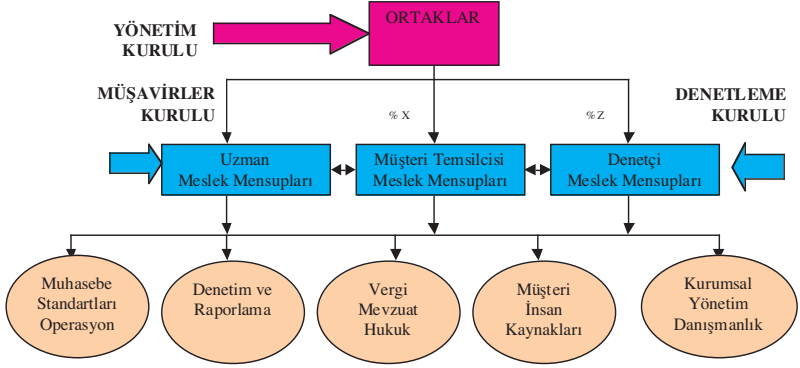 ORTAKLAR
YÖNETİM
KURULU
MÜŞAVİRLER
KURULU
% X
% Z
DENETLEME
KURULU
Uzman
Meslek Mensupları
Müşteri Temsilcisi
Meslek Mensupları
Denetçi
Meslek Mensupları
Muhasebe
Standartları
Operasyon
Denetim ve
Raporlama
Vergi
Mevzuat
Hukuk
Müşteri
İnsan
Kaynakları
Kurumsal
Yönetim
Danışmanlık